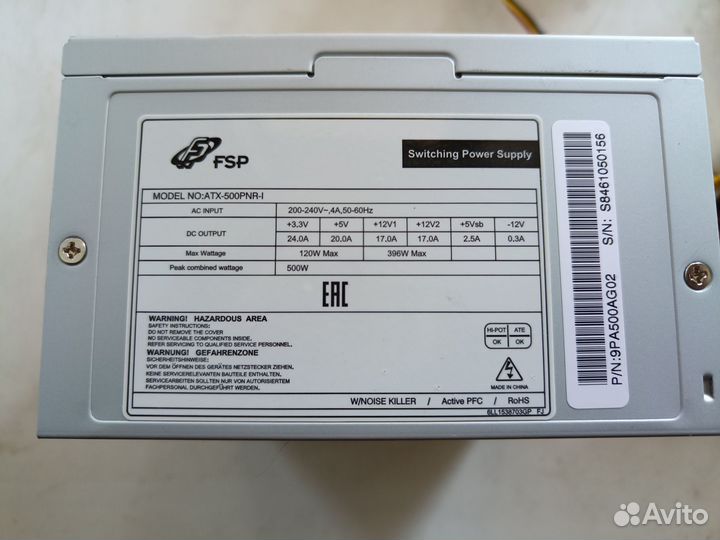 FSP
Switching Power Supply
MODEL NO:ATX-500PNR-I
AC INPUT 200-240V~,4A,50-60Hz
DC OUTPUT +3.3V +5V +12V1 +12V2 +5Vsb -12V
24.0A 20.0A 17.0A 17.0A 2.5A 0.3A
Max Wattage 120W Max 396W Max
Peak combined wattage 500W
EAC
WARNING! HAZARDOUS AREA
SAFETY INSTRUCTIONS:
DO NOT REMOVE THE COVER
NO SERVICEABLE COMPONENTS INSIDE.
REFER SERVICING TO QUALIFIED SERVICE PERSONNEL.
WARNUNG! GEFAHRENZONE
SICHERHEITSHINWEISE:
VOR DEM ÖFFNEN DES GERÄTES NETZSTECKER ZIEHEN
KEINE SERVICERELEVANTEN BAUTEILE ENTHALTEN.
SERVICEARBEITEN SOLLTEN NUR VON AUTORISIERTEM
FACHPERSONAL DURCHGEFÜHRT WERDEN
HI-POT ATE
OK OK
MADE IN CHINA
W/NOISE KILLER / Active PFC / RoHS
6LL1538703GP FJ
S/N: S8461050156
P/N:9PA500AG02
Avito